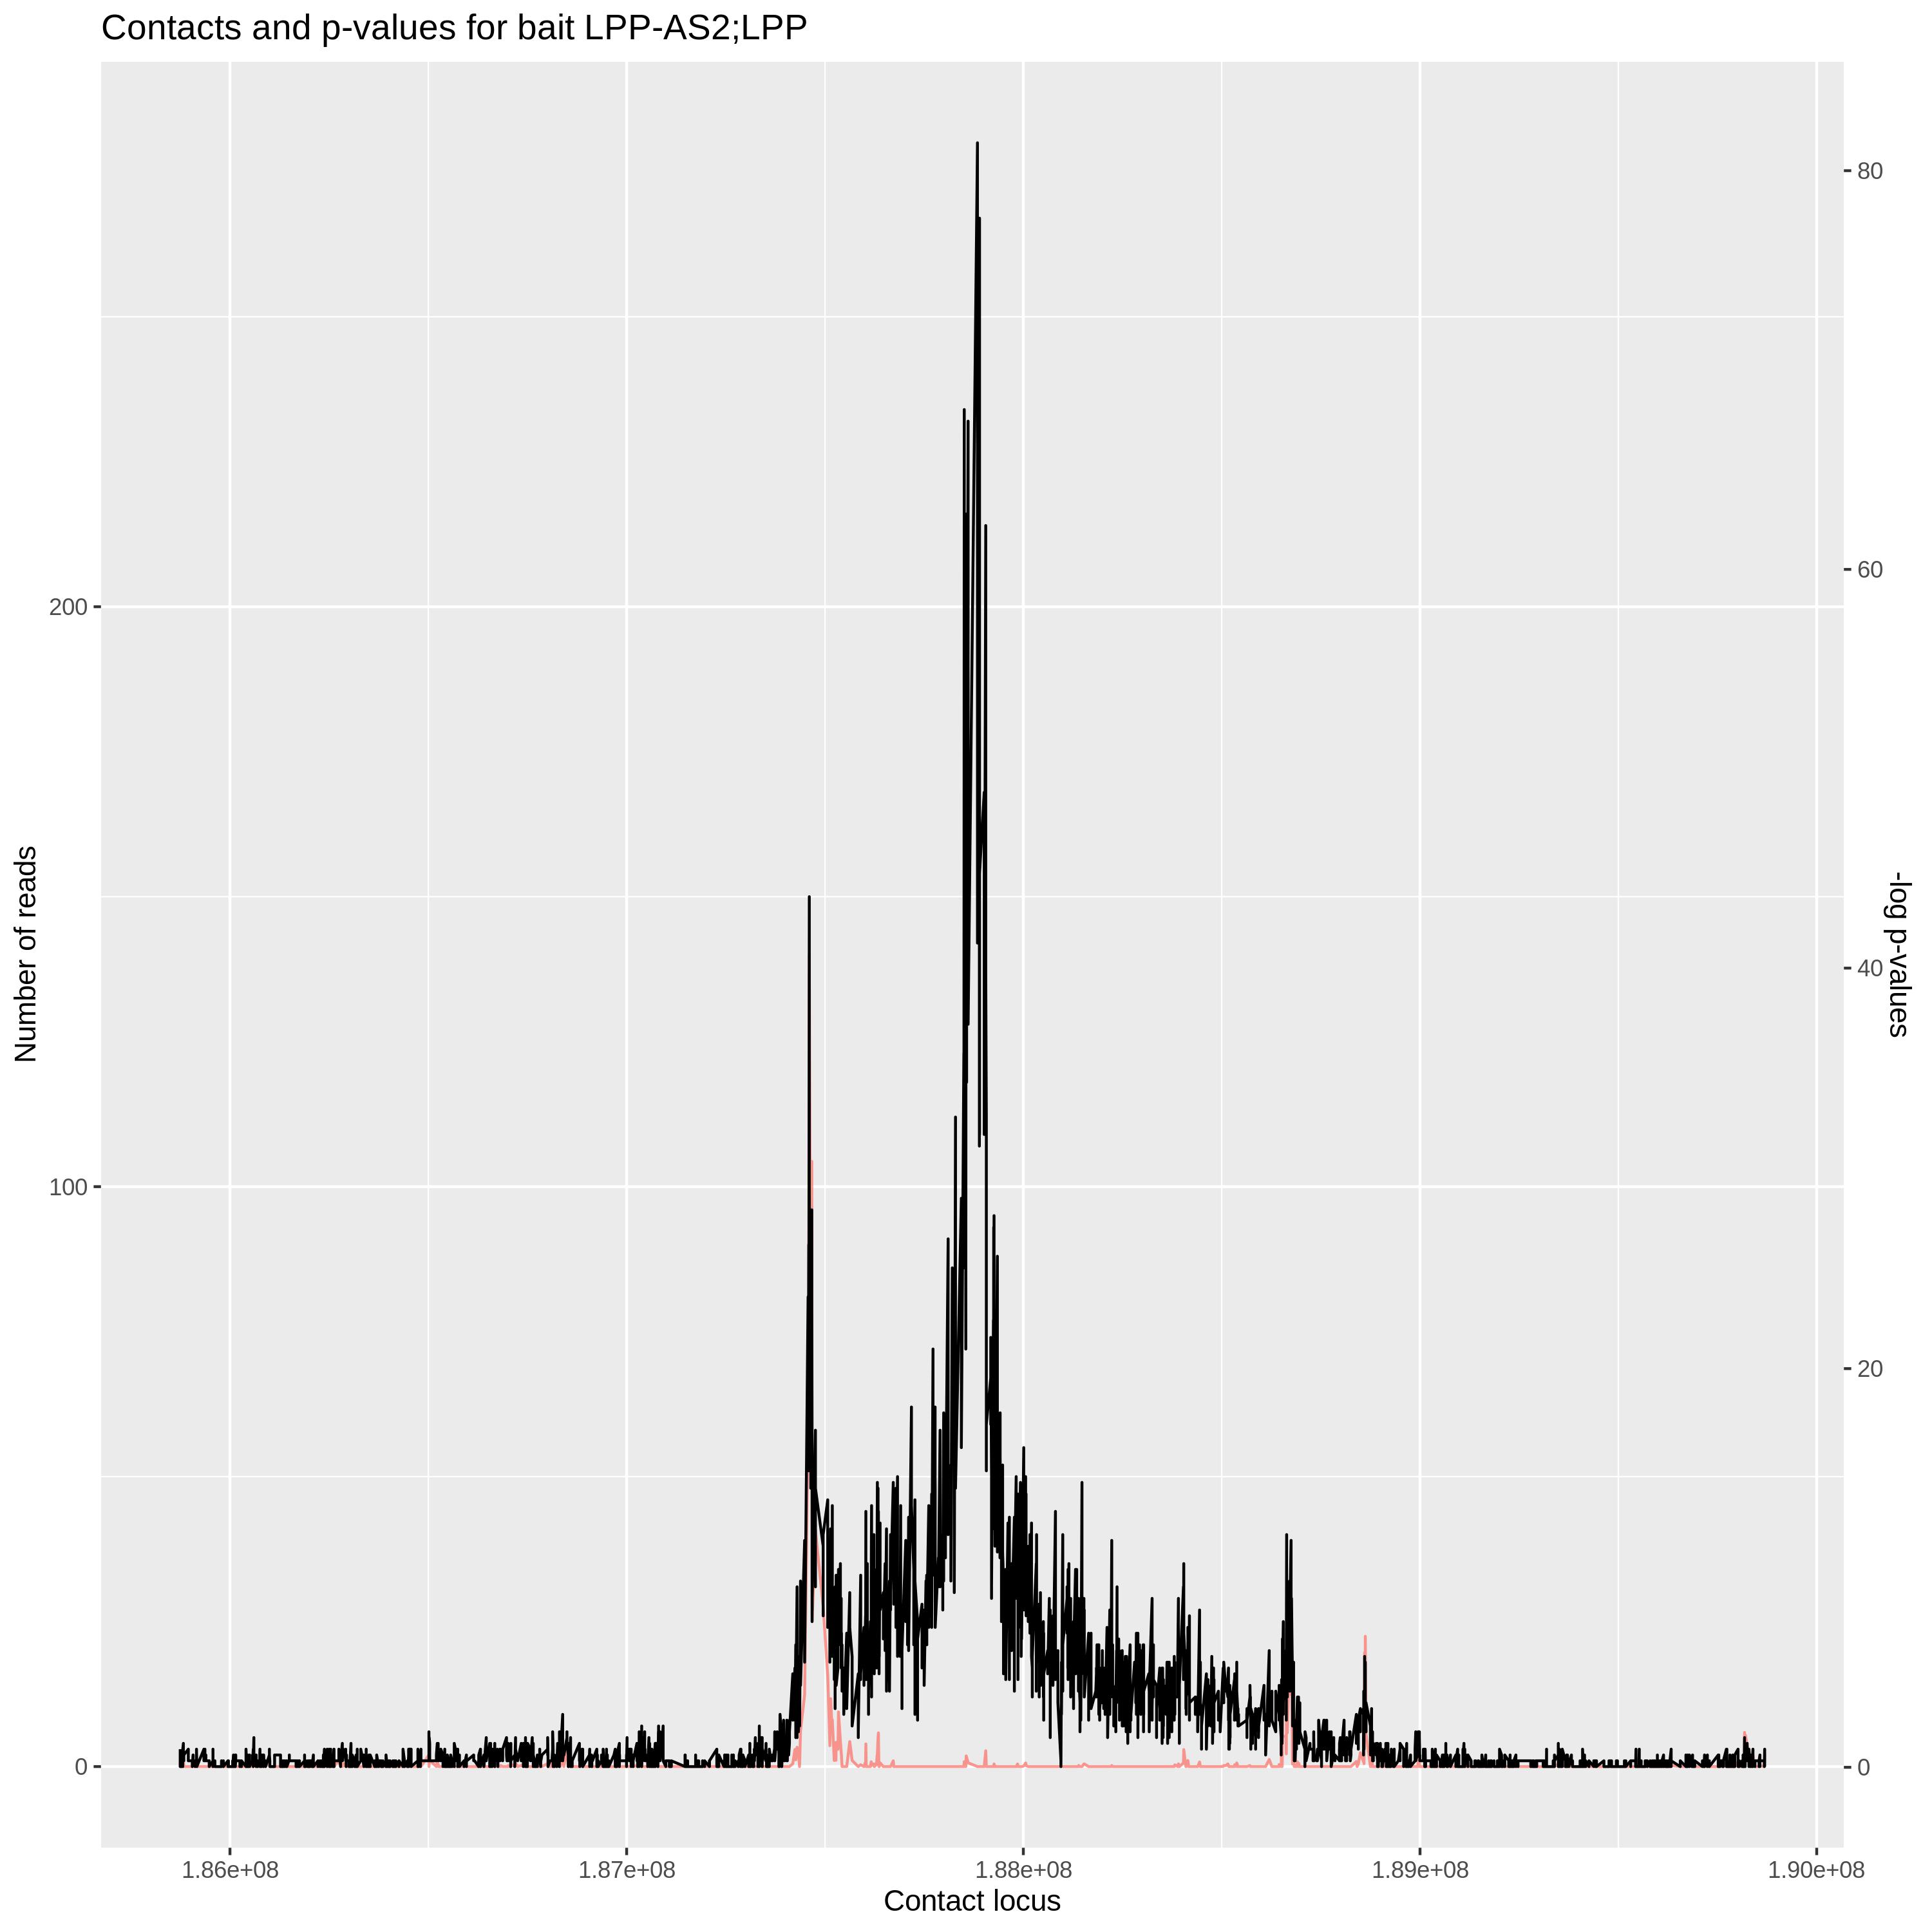 Contacts and p-values for bait LPP-AS2;LPP
80
60
200
Number of reads
-log p-values
40
100
20
0
0
1.86e+08
1.87e+08
1.88e+08
1.89e+08
1.90e+08
Contact locus